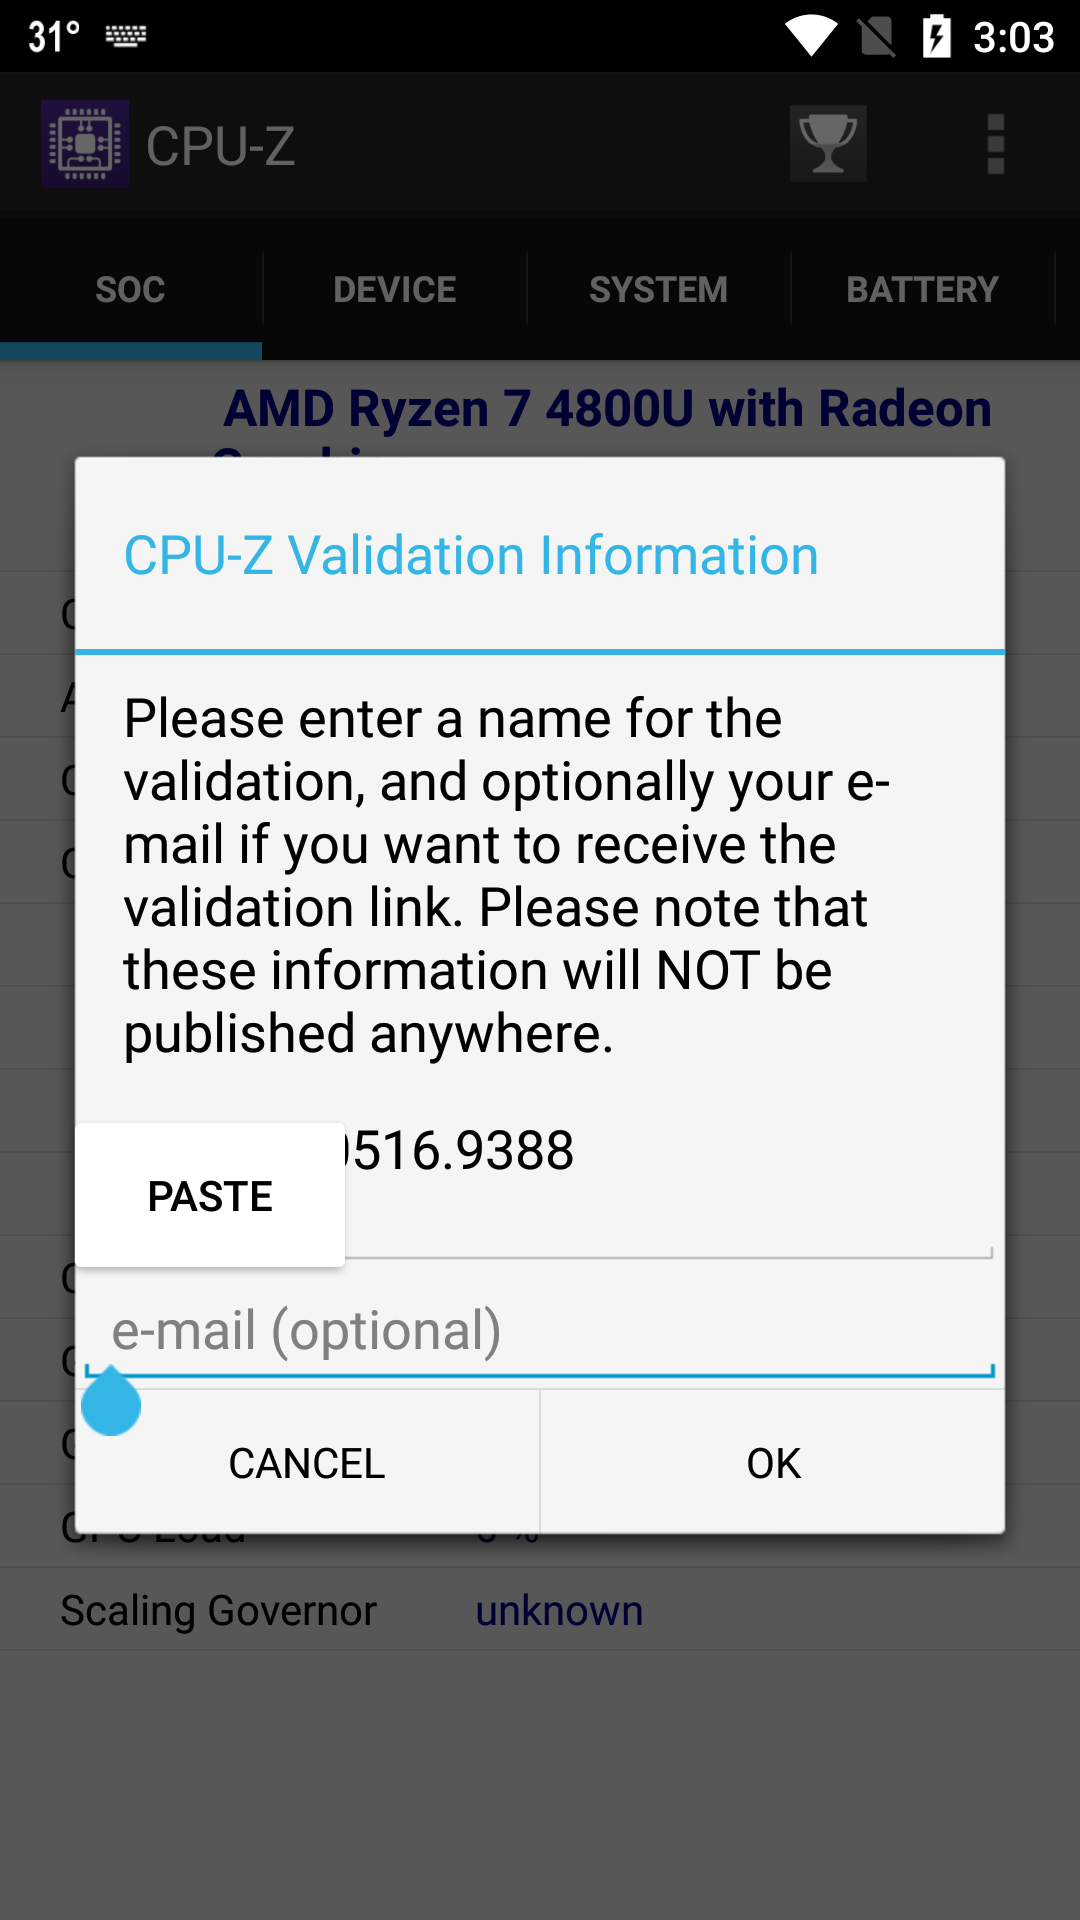 31° 3:03
CPU-Z
SOC DEVICE SYSTEM BATTERY
AMD Ryzen 7 4800U with Radeon
CPU-Z Validation Information
Please enter a name for the
validation, and optionally your e-
mail if you want to receive the
validation link. Please note that
these information will NOT be
published anywhere.
516.9388
PASTE
e-mail (optional)
CANCEL OK
Scaling Governor unknown